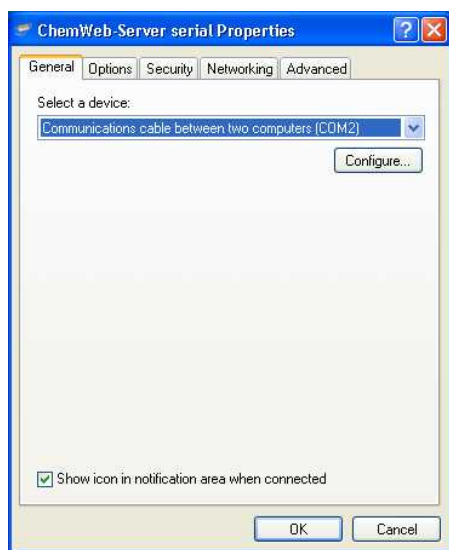 ChemWeb-Server serial Properties
General Options Security Networking Advanced
Select a device:
Communications cable between two computers (COM2)
Configure...
Show icon in notification area when connected
OK Cancel